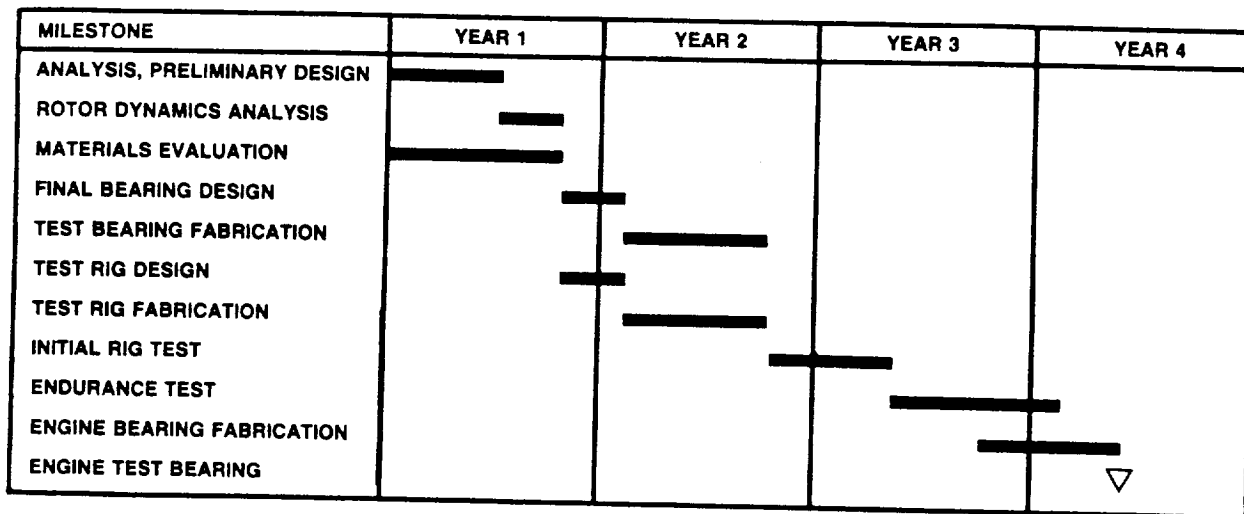 MILESTONE YEAR 1 YEAR 2 YEAR 3 YEAR 4
ANALYSIS, PRELIMINARY DESIGN
ROTOR DYNAMICS ANALYSIS
MATERIALS EVALUATION
FINAL BEARING DESIGN
TEST BEARING FABRICATION
TEST RIG DESIGN
TEST RIG FABRICATION
INITIAL RIG TEST
ENDURANCE TEST
ENGINE BEARING FABRICATION
ENGINE TEST BEARING